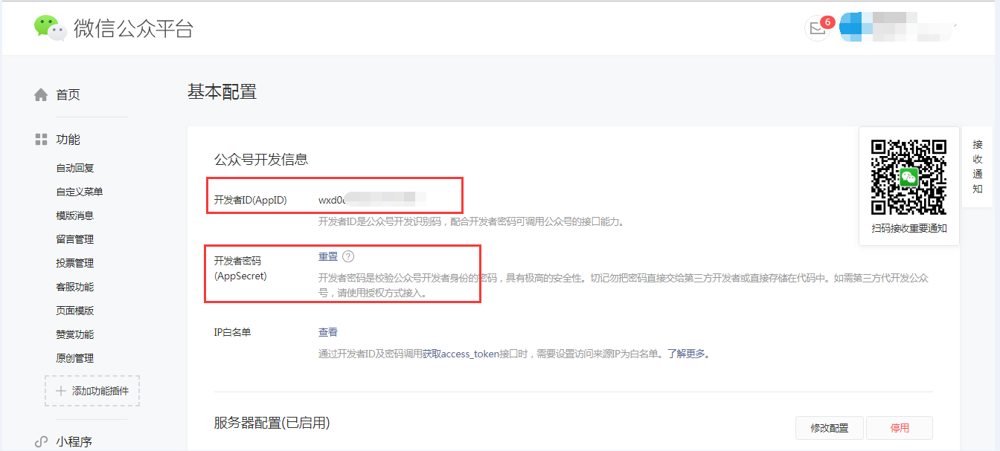 微信公众平台
6
首页
功能
自动回复
自定义菜单
模版消息
留言管理
投票管理
客服功能
页面模版
赞赏功能
原创管理
添加功能插件
小程序
基本配置
公众号开发信息
开发者ID(AppID)
wxd0
开发者ID是公众号开发识别码，配合开发者密码可调用公众号的接口能力。
开发者密码
(AppSecret)
重置 ?
开发者密码是校验公众号开发者身份的密码，具有极高的安全性。切记勿把密码直接交给第三方开发者或直接存储在代码中。如需第三方代开发公众
号，请使用授权方式接入。
IP白名单
查看
通过开发者ID及密码调用获取access_token接口时，需要设置访问来源IP为白名单。了解更多。
服务器配置(已启用)
修改配置
停用
扫码接收重要通知
接
收
通
知